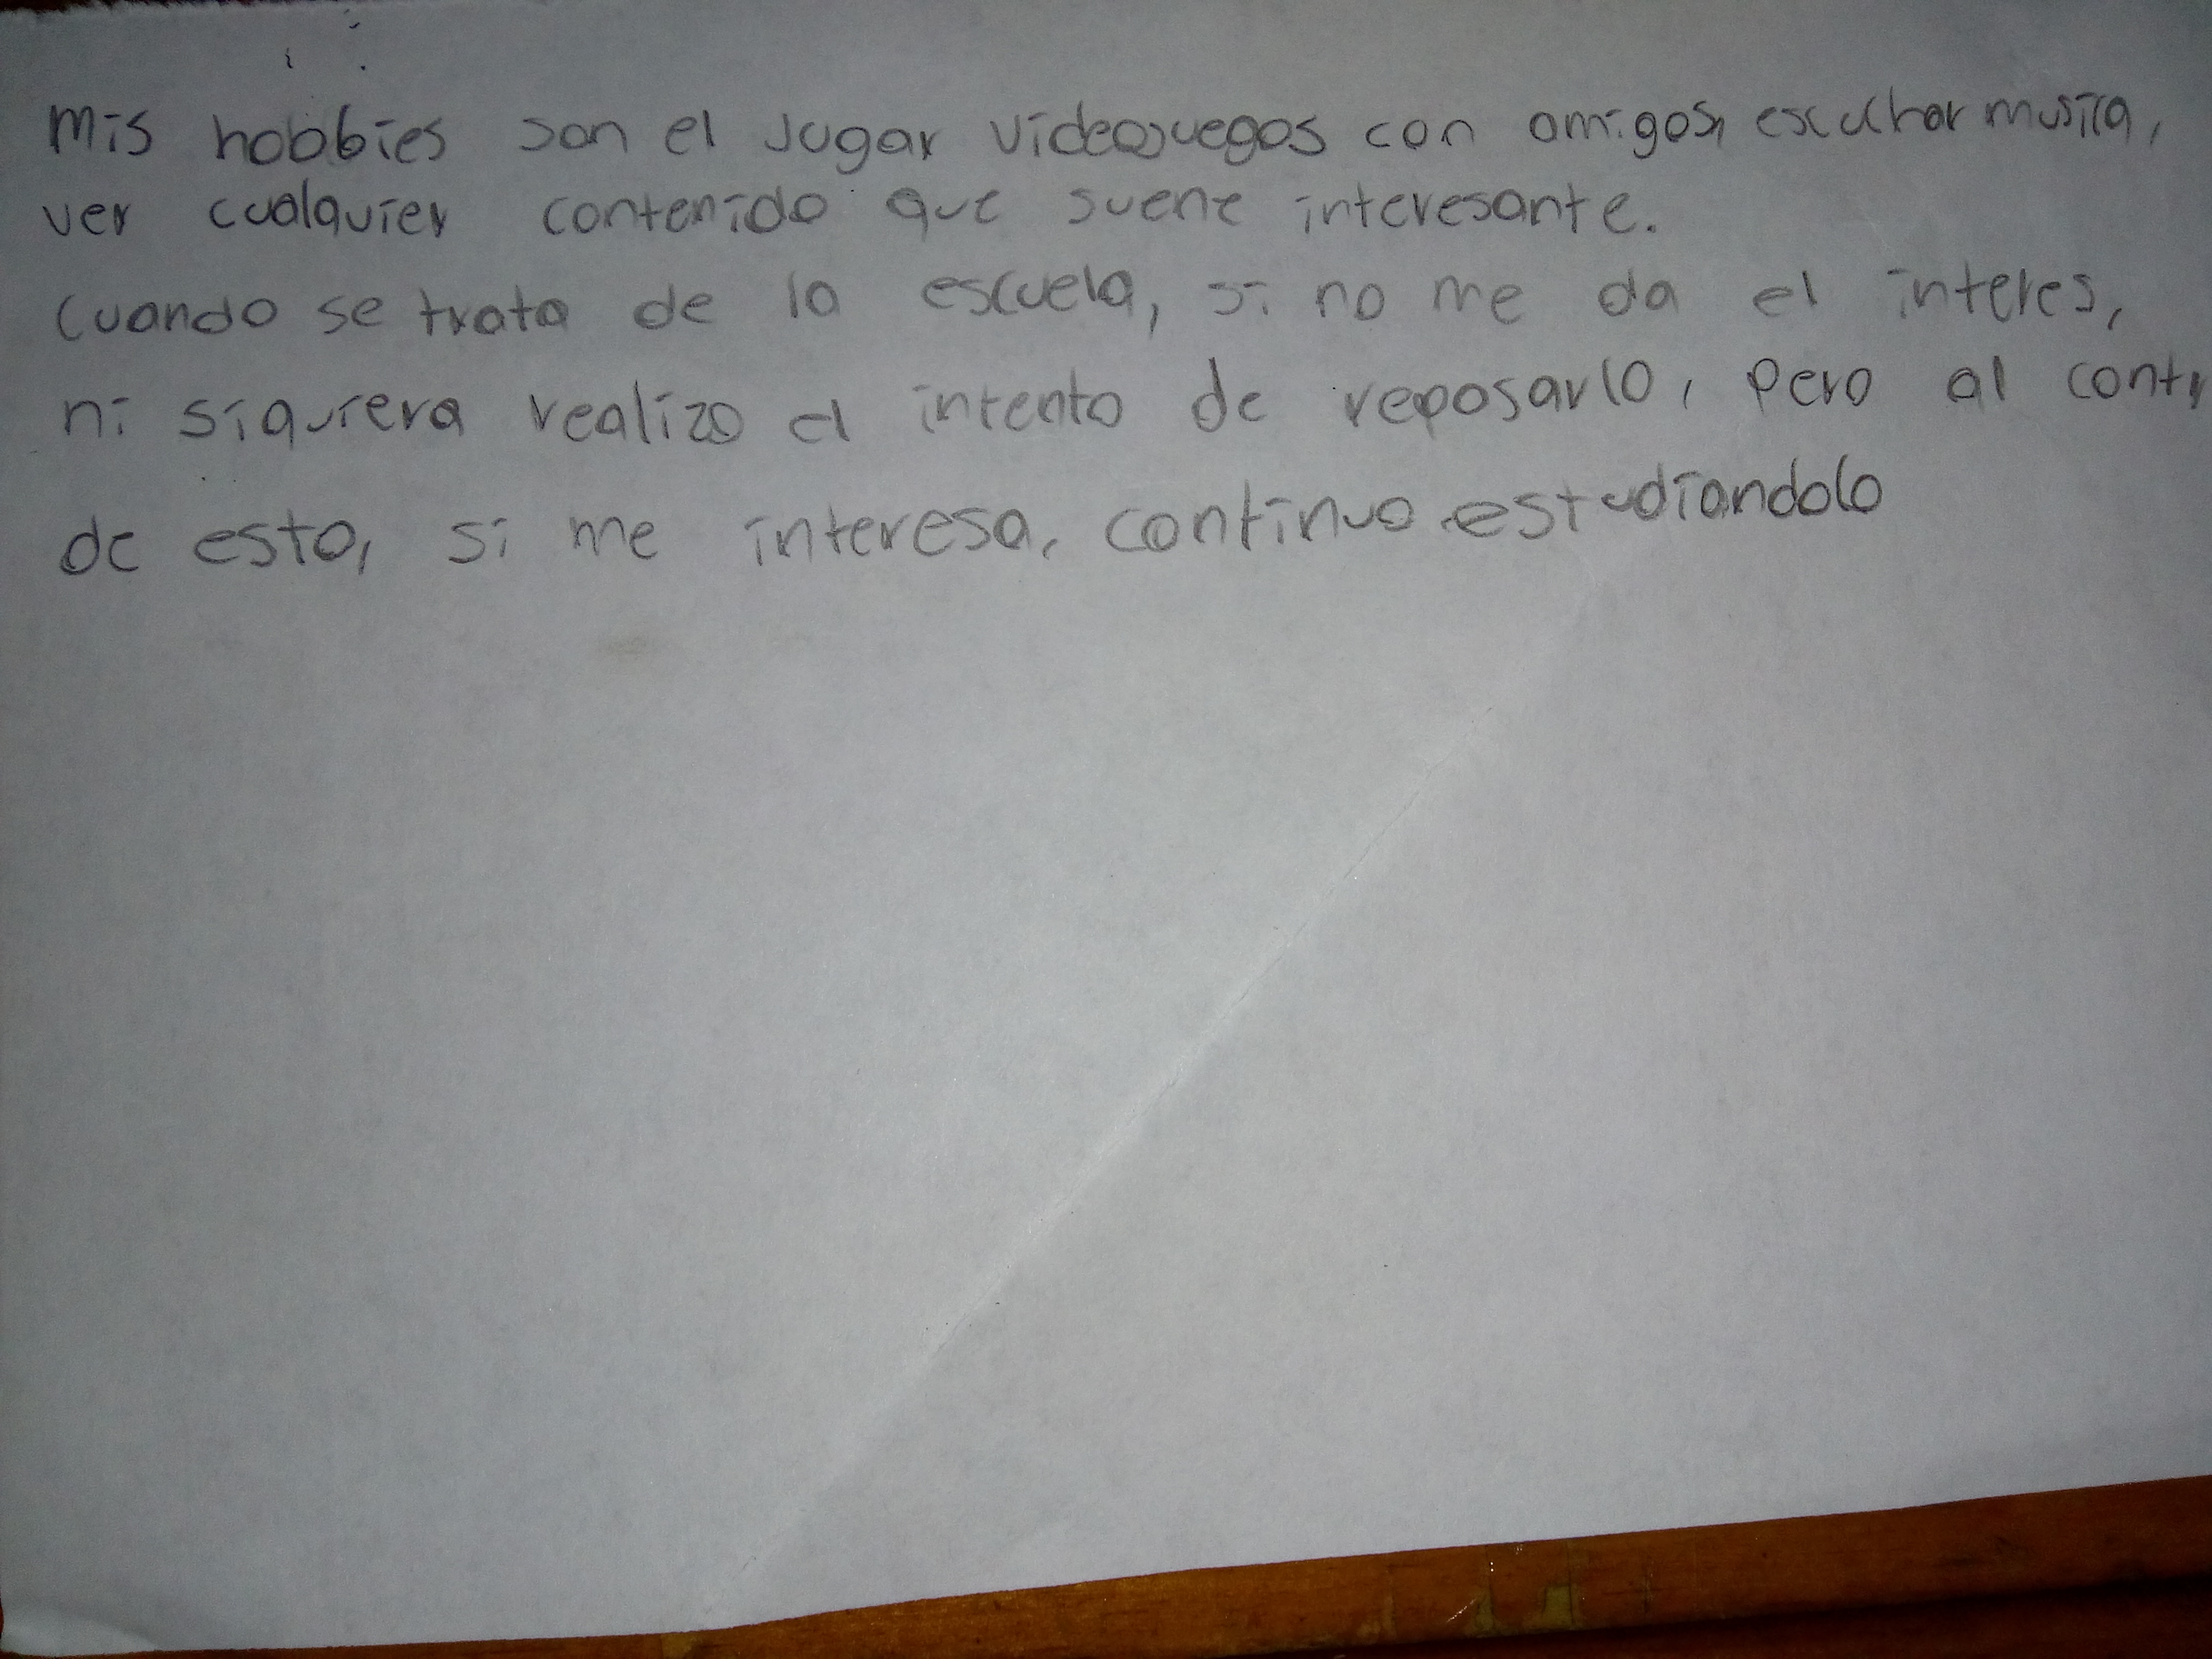 Mis hobbies son el Jugar videojuegos con amigos, escuchar musica,
ver cualquier contenido que suene interesante.
Cuando se trata de la escuela, si no me da el interes,
ni siquiera realizo el intento de reposarlo, pero al
de esto, si me interesa, continuo estudiandolo